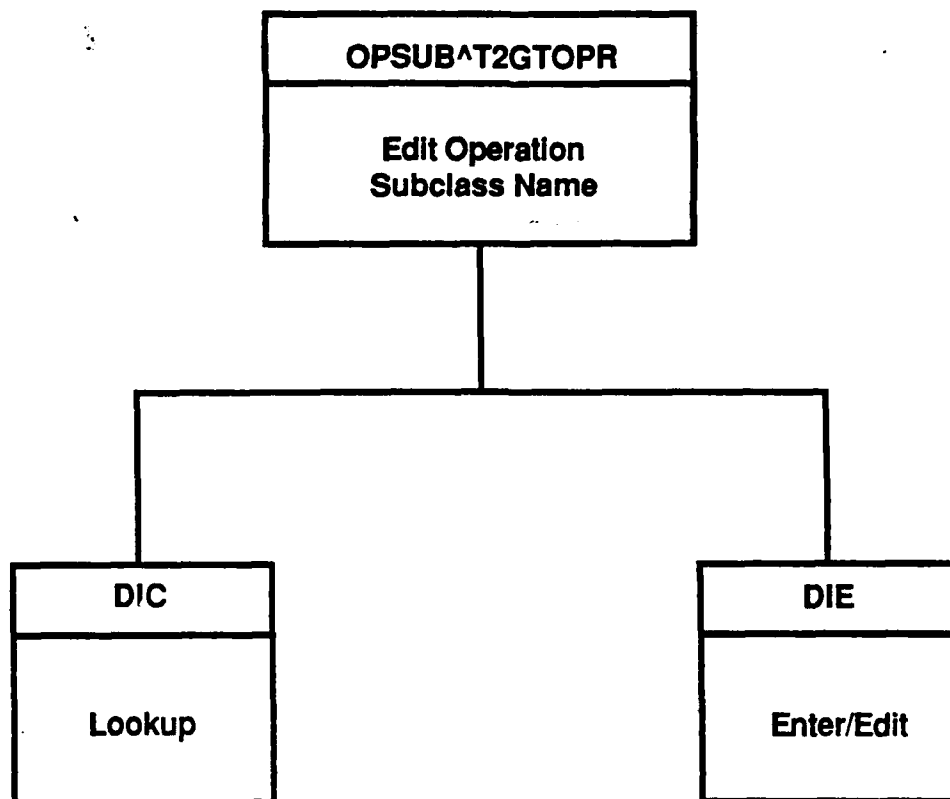 OPSUB^T2GTOPR
Edit Operation
Subclass Name
DIC
DIE
Lookup
Enter/Edit